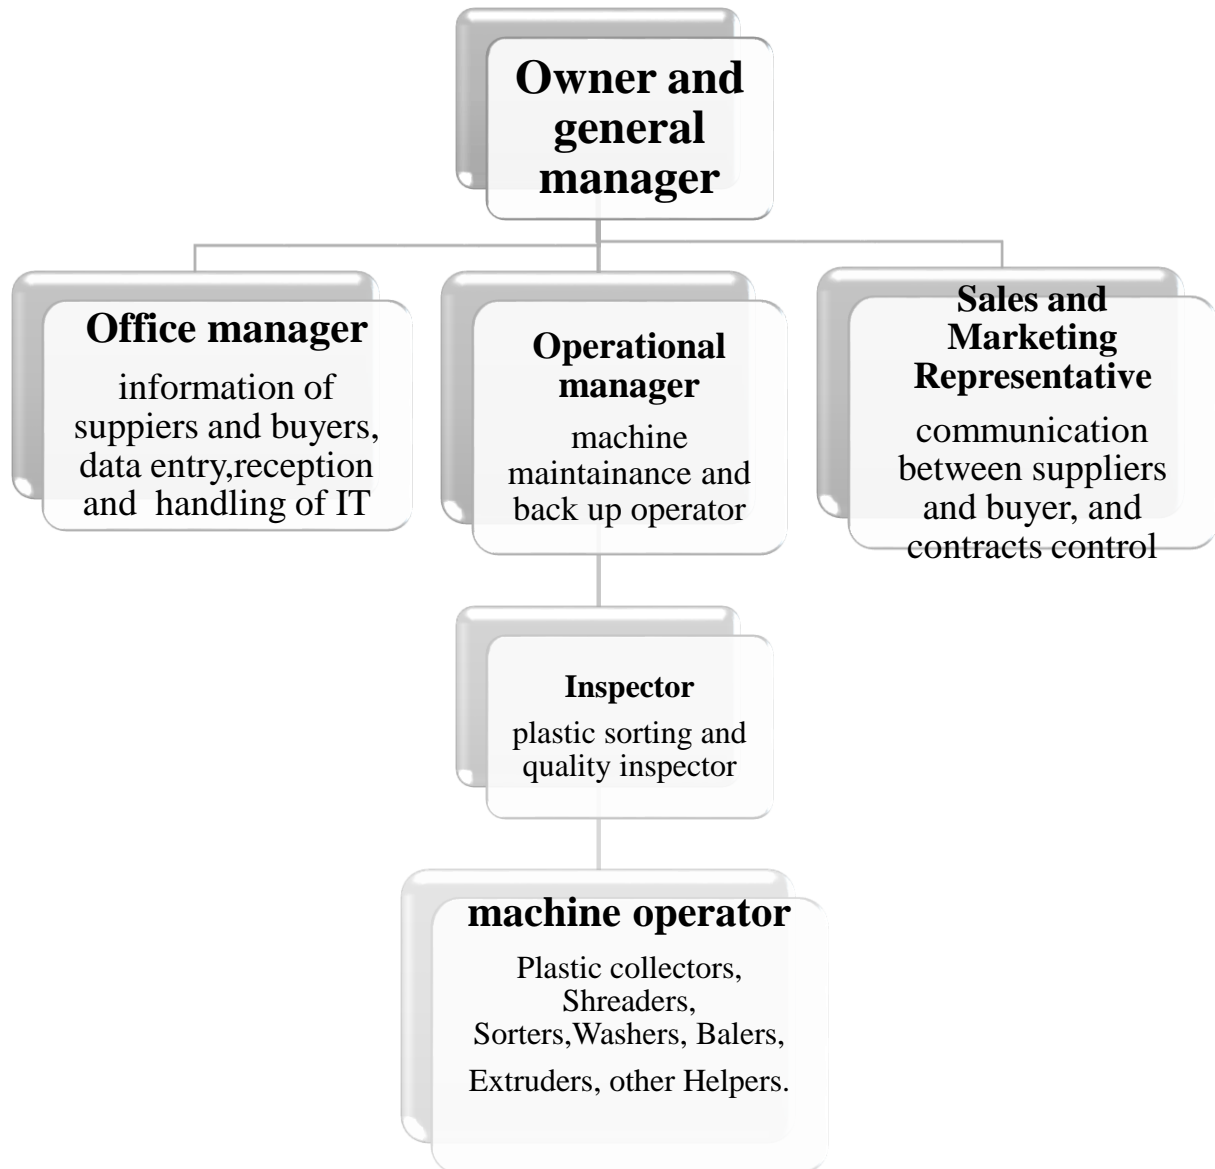 Owner and
general
manager
Office manager
information of
suppiers and buyers,
data entry,reception
and handling of IT
Operational
manager
machine
maintainance and
back up operator
Sales and
Marketing
Representative
communication
between suppliers
and buyer, and
contracts control
Inspector
plastic sorting and
quality inspector
machine operator
Plastic collectors,
Shreaders,
Sorters,Washers, Balers,
Extruders, other Helpers.